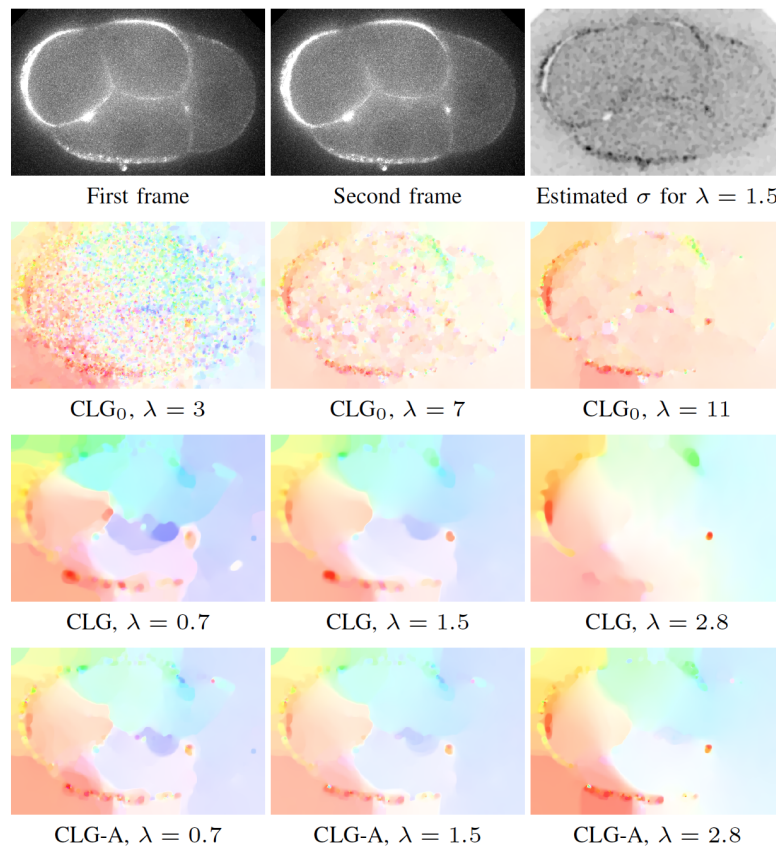 First frame
Second frame
Estimated σ for λ = 1.5
CLG₀, λ = 3
CLG₀, λ = 7
CLG₀, λ = 11
CLG, λ = 0.7
CLG, λ = 1.5
CLG, λ = 2.8
CLG-A, λ = 0.7
CLG-A, λ = 1.5
CLG-A, λ = 2.8